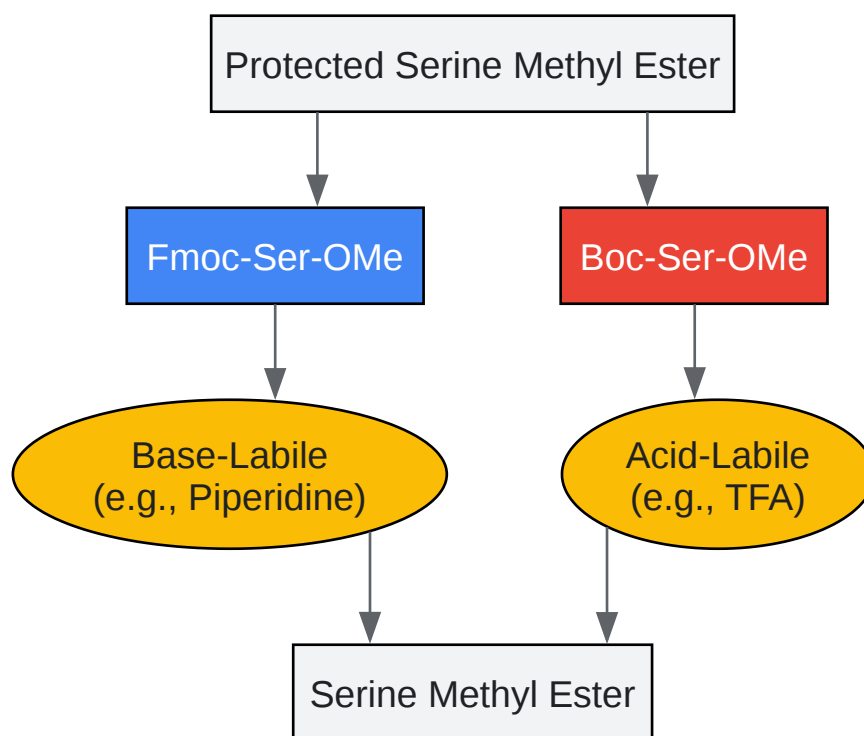 Protected Serine Methyl Ester
Fmoc-Ser-OMe
Boc-Ser-OMe
Base-Labile
(e.g., Piperidine)
Acid-Labile
(e.g., TFA)
Serine Methyl Ester